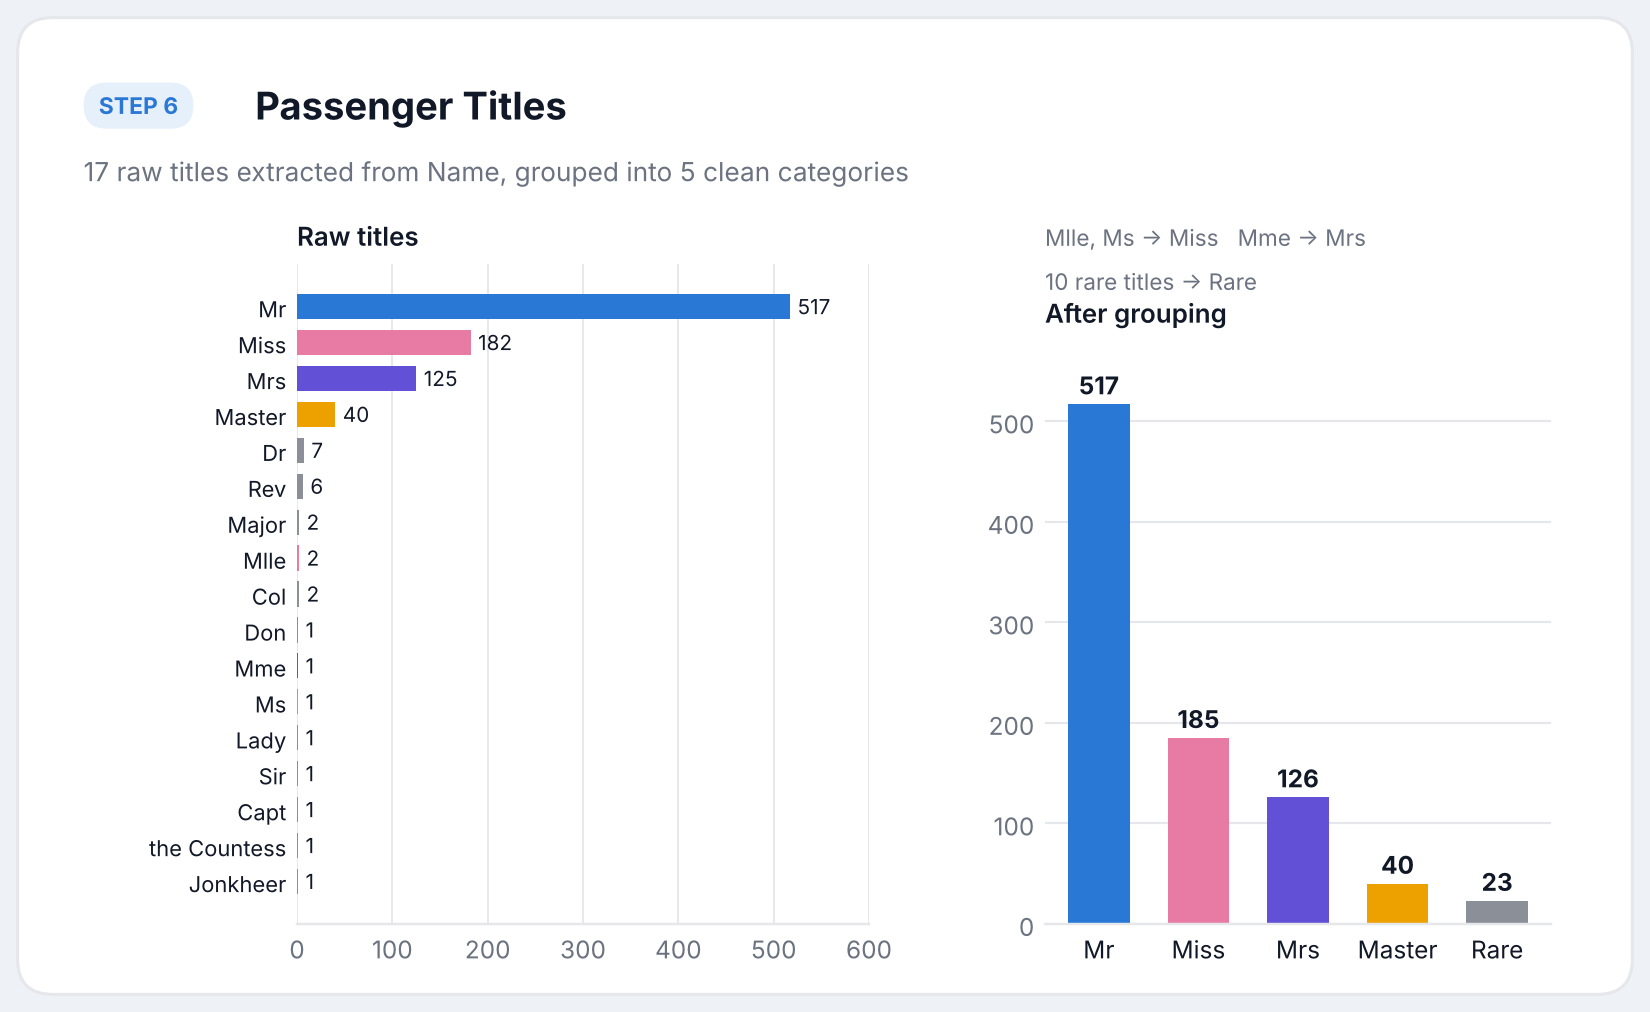 STEP 6
Passenger Titles
17 raw titles extracted from Name, grouped into 5 clean categories
Raw titles
Mr 517
Miss 182
Mrs 125
Master 40
Dr 7
Rev 6
Major 2
Mlle 2
Col 2
Don 1
Mme 1
Ms 1
Lady 1
Sir 1
Capt 1
the Countess 1
Jonkheer 1
0 100 200 300 400 500 600
Mlle, Ms → Miss Mme → Mrs
10 rare titles → Rare
After grouping
500
400
300
200
100
0
517
185
126
40
23
Mr Miss Mrs Master Rare